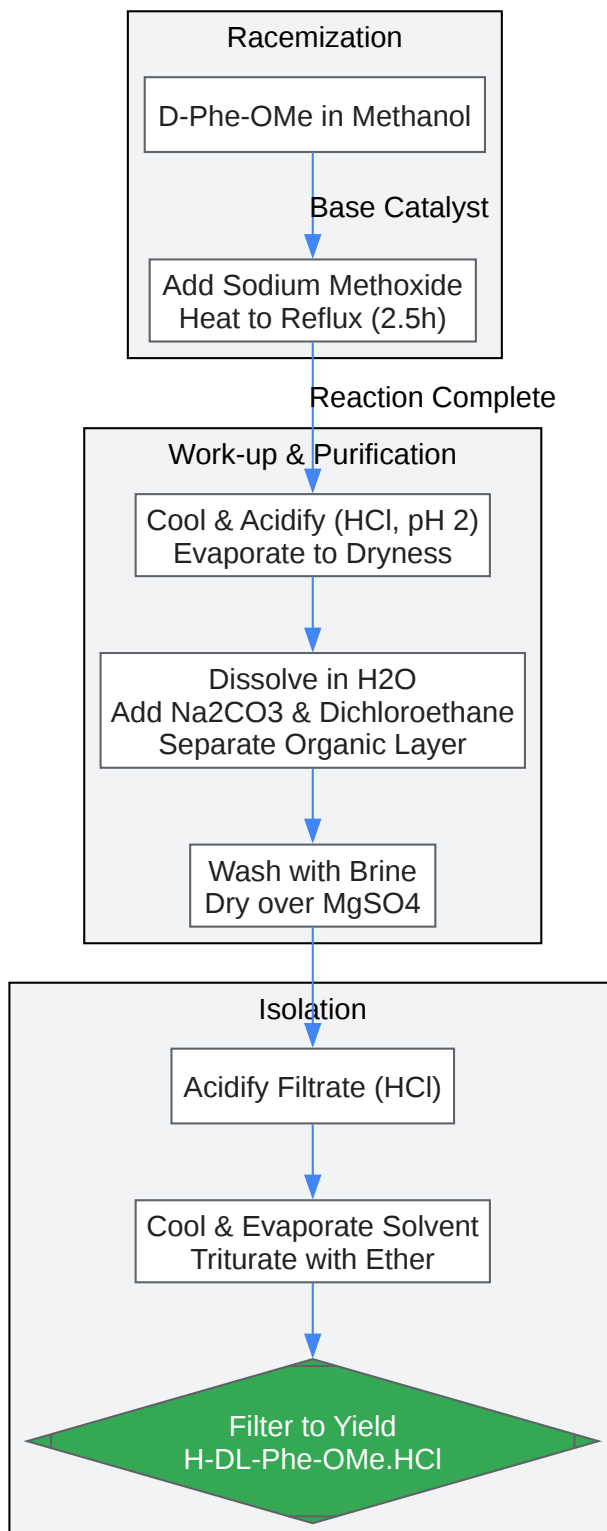 Racemization
D-Phe-OMe in Methanol
Base Catalyst
Add Sodium Methoxide
Heat to Reflux (2.5h)
Reaction Complete
Work-up & Purification
Cool & Acidify (HCl, pH 2)
Evaporate to Dryness
Dissolve in H2O
Add Na2CO3 & Dichloroethane
Separate Organic Layer
Wash with Brine
Dry over MgSO4
Isolation
Acidify Filtrate (HCl)
Cool & Evaporate Solvent
Triturate with Ether
Filter to Yield
H-DL-Phe-OMe.HCl